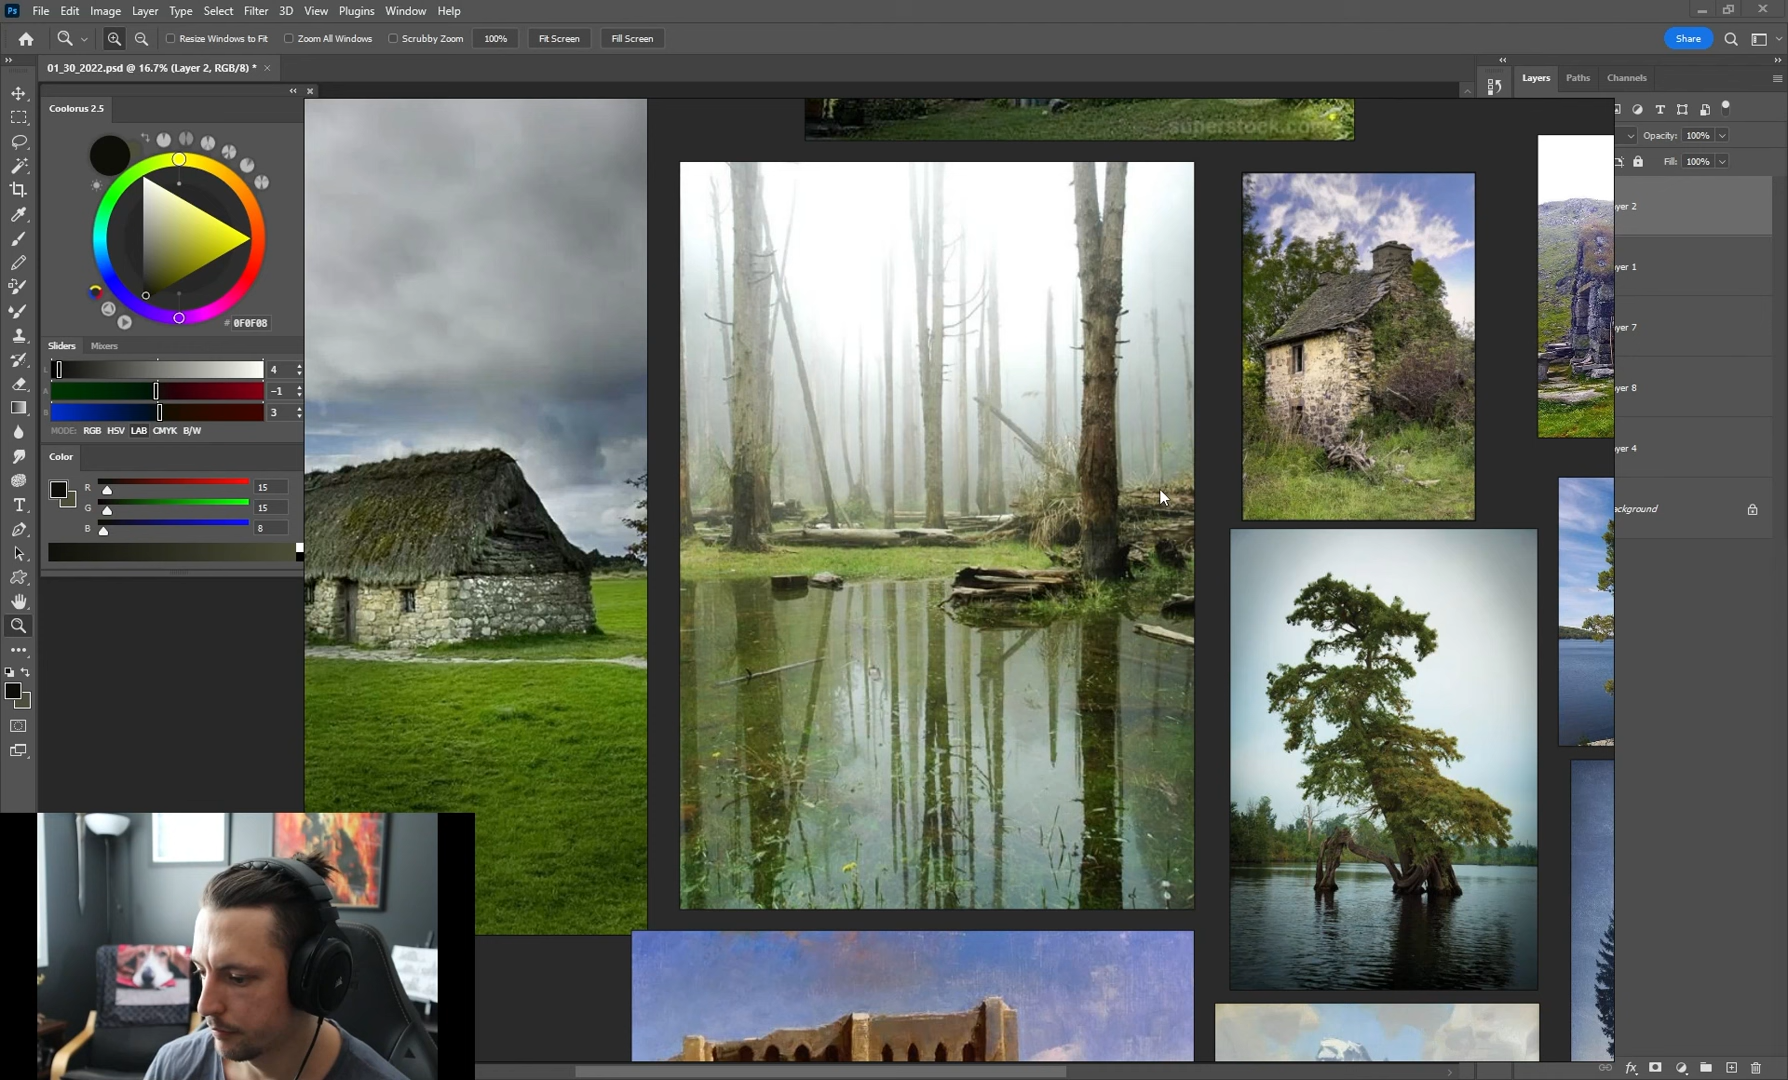 Ps File Edit Image Layer Type Select Filter 3D View Plugins Window Help
Resize Windows to Fit Zoom All Windows Scrubby Zoom 100% Fit Screen Fill Screen Share
01_30_2022.psd @ 16.7% (Layer 2, RGB/8) *
Layers Paths Channels
Coolorus 2.5
superstock.com
Opacity: 100%
Fill: 100%
yer 2
yer 1
# 0F0F08
yer 7
Sliders Mixers
L 4
yer 8
A -1
B 3
MODE: RGB HSV LAB CMYK B/W
yer 4
Color
R 15
G 15
ackground
B 8
fx